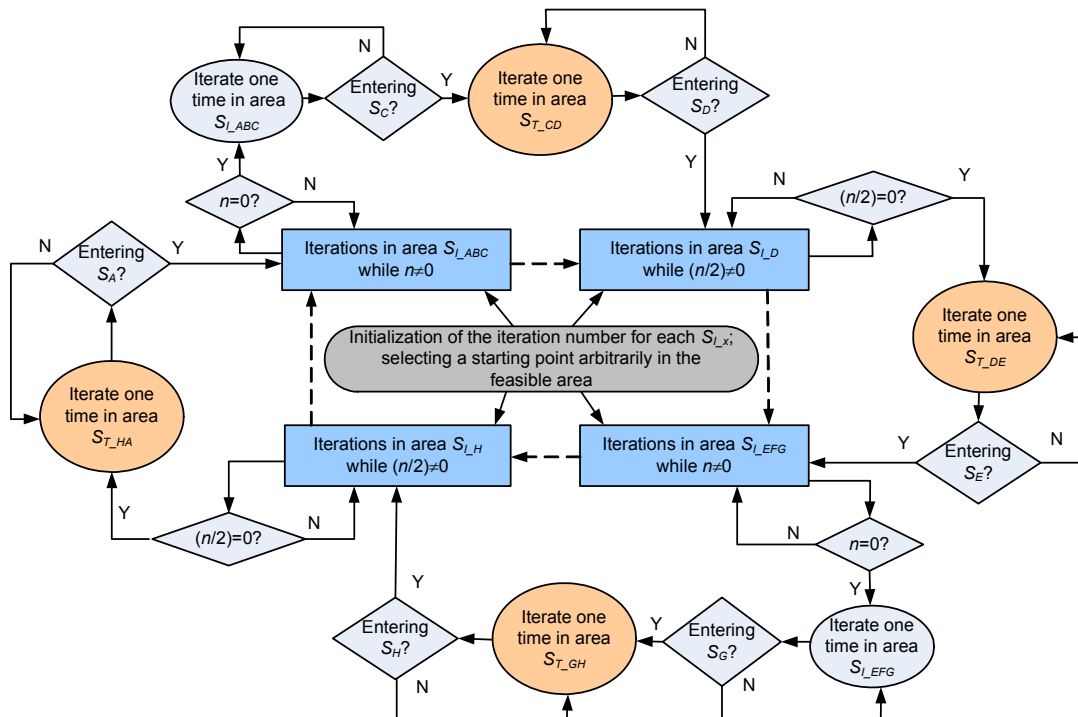 N
N
Iterate one
time in area
S_I_ABC
Entering
S_C?
Y
Iterate one
time in area
S_T_CD
Entering
S_D?
Y
Y
n=0?
N
N
(n/2)=0?
Y
N
Entering
S_A?
Y
Iterations in area S_I_ABC
while n≠0
Iterations in area S_I_D
while (n/2)≠0
Initialization of the iteration number for each S_I_x;
selecting a starting point arbitrarily in the
feasible area
Iterate one
time in area
S_T_DE
Iterate one
time in area
S_T_HA
Iterations in area S_I_H
while (n/2)≠0
Iterations in area S_I_EFG
while n≠0
Y
Entering
S_E?
N
Y
(n/2)=0?
N
N
n=0?
Y
Y
Entering
S_H?
N
Iterate one
time in area
S_T_GH
Y
Entering
S_G?
N
Iterate one
time in area
S_I_EFG